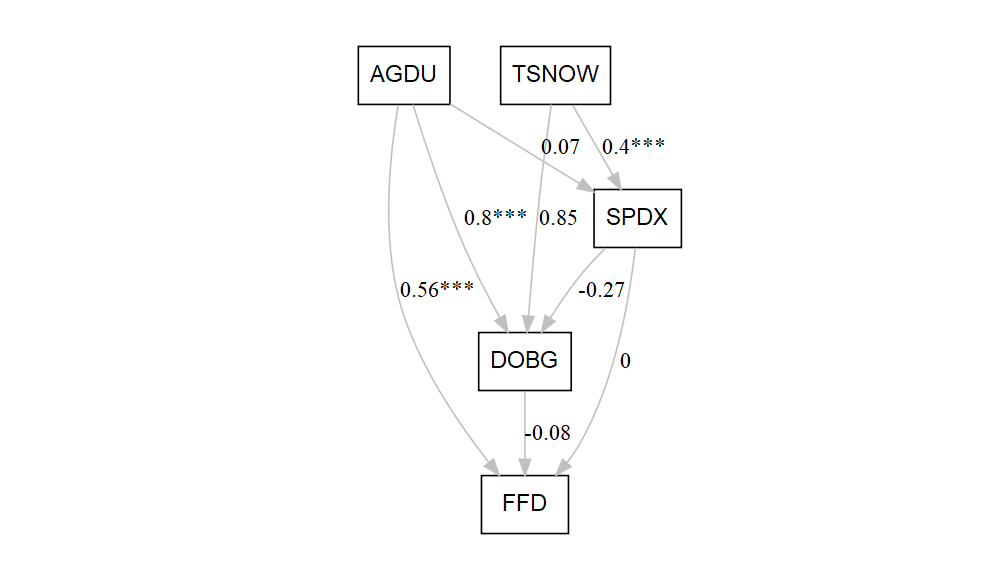 AGDU
TSNOW
0.07
0.4***
SPDX
0.8***
0.85
0.56***
-0.27
DOBG
0
-0.08
FFD